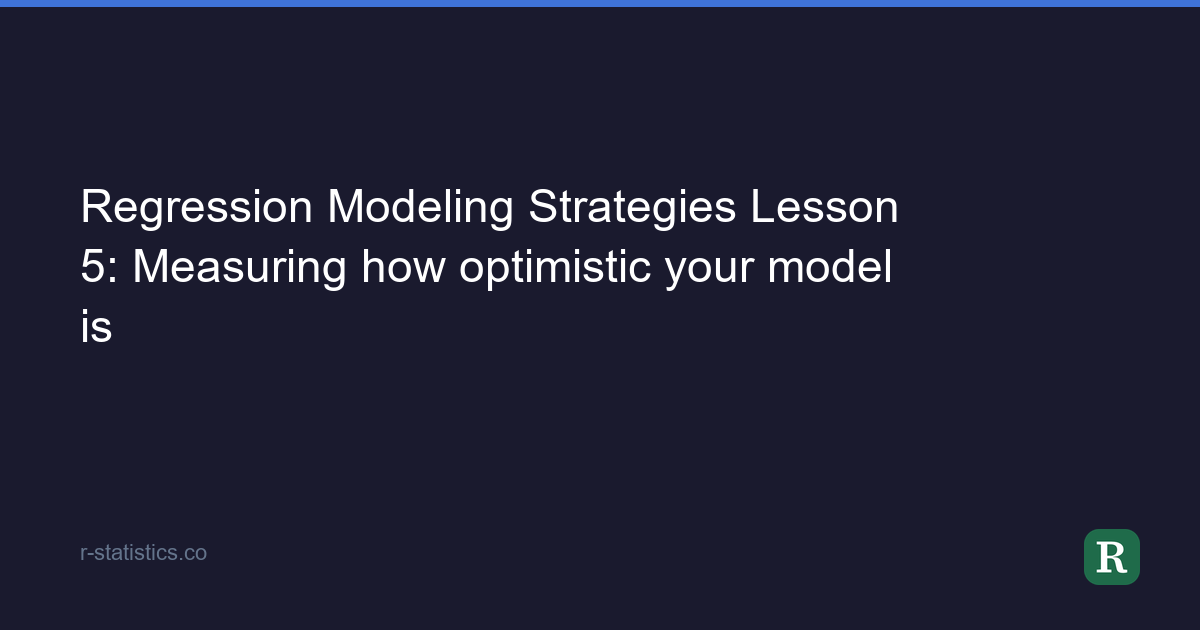 Regression Modeling Strategies Lesson
5: Measuring how optimistic your model
is
r-statistics.co
R